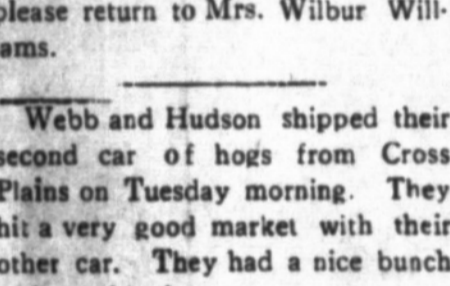 please return to Mrs. Wilbur Will-
ams.
Webb and Hudson shipped their
second car of hogs from Cross
Plains on Tuesday morning. They
hit a very good market with their
other car. They had a nice bunch